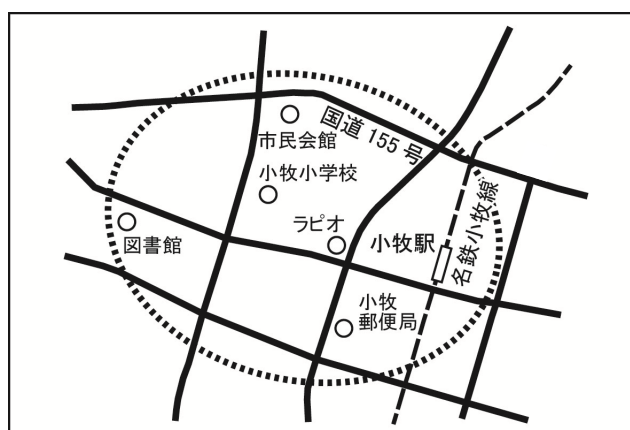 国道 155 号
市民会館
小牧小学校
ラピオ
小牧駅
名鉄小牧線
図書館
小牧
郵便局